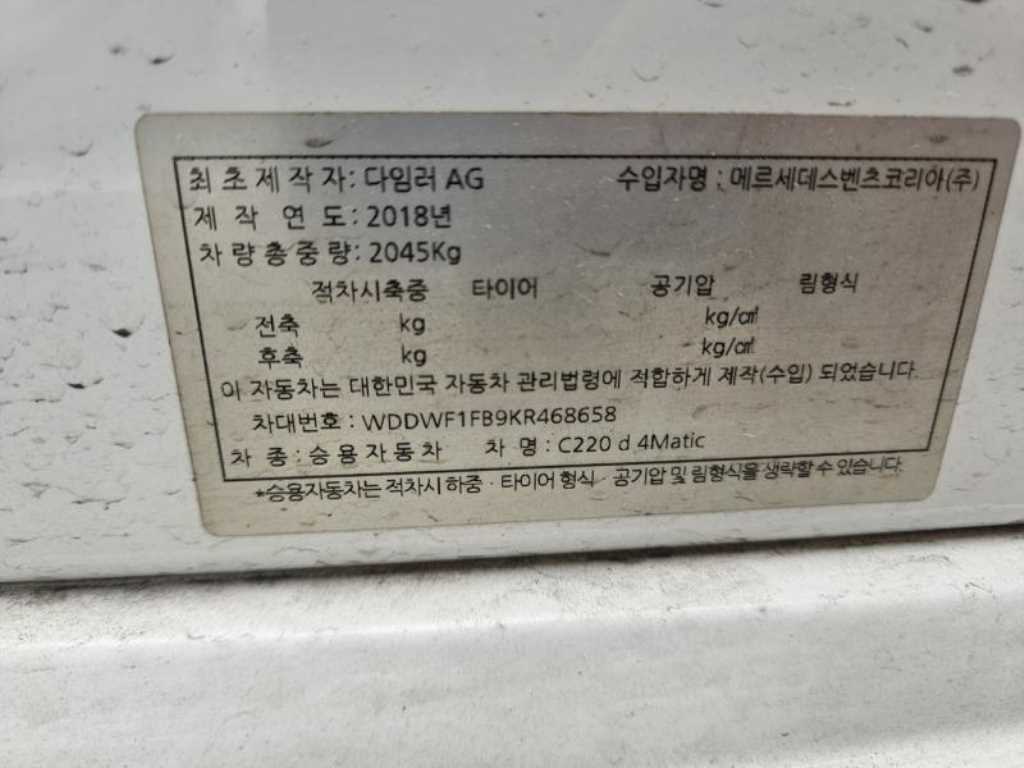 최초제작자: 다임러 AG 수입자명 : 메르세데스벤츠코리아(주)
제 작 연 도: 2018년
차량총중량: 2045Kg
적차시축중 타이어 공기압 림형식
전축 kg kg/㎠
후축 kg kg/㎠
이 자동차는 대한민국 자동차 관리법령에 적합하게 제작(수입) 되었습니다.
차대번호: WDDWF1FB9KR468658
차 종 : 승용자동차 차 명 : C220 d 4Matic
*승용자동차는 적차시 하중 · 타이어 형식 · 공기압 및 림형식을 생략할 수 있습니다.